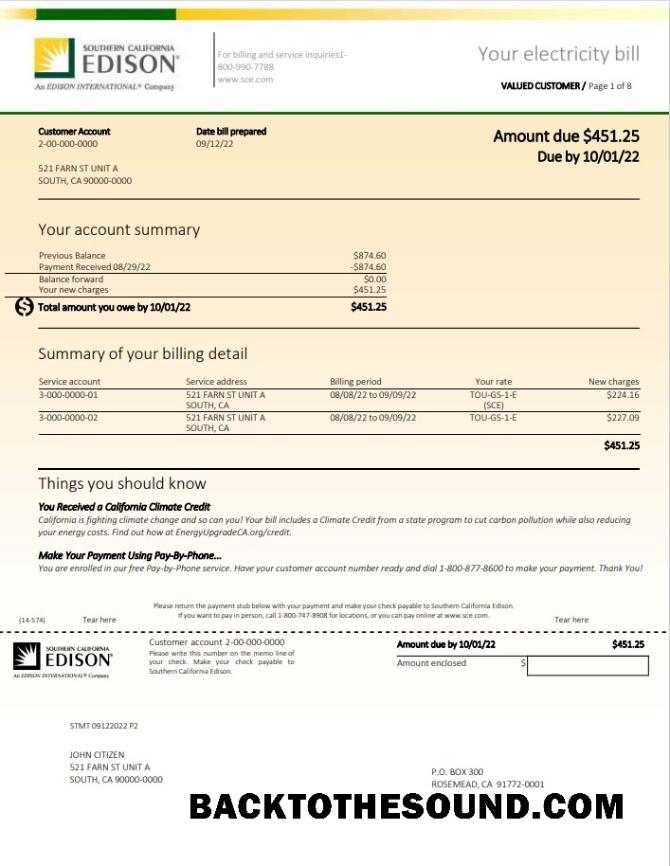 SOUTHERN CALIFORNIA
EDISON®
An EDISON INTERNATIONAL® Company
For billing and service inquiries1-
800-990-7788
www.sce.com
Your electricity bill
VALUED CUSTOMER / Page 1 of 8
Customer Account
2-00-000-0000
Date bill prepared
09/12/22
Amount due $451.25
Due by 10/01/22
521 FARN ST UNIT A
SOUTH, CA 90000-0000
Your account summary
Previous Balance $874.60
Payment Received 08/29/22 -$874.60
Balance forward $0.00
Your new charges $451.25
$ Total amount you owe by 10/01/22 $451.25
Summary of your billing detail
Service account Service address Billing period Your rate New charges
3-000-0000-01 521 FARN ST UNIT A 08/08/22 to 09/09/22 TOU-GS-1-E $224.16
SOUTH, CA (SCE)
3-000-0000-02 521 FARN ST UNIT A 08/08/22 to 09/09/22 TOU-GS-1-E $227.09
SOUTH, CA
$451.25
Things you should know
You Received a California Climate Credit
California is fighting climate change and so can you! Your bill includes a Climate Credit from a state program to cut carbon pollution while also reducing
your energy costs. Find out how at EnergyUpgradeCA.org/credit.
Make Your Payment Using Pay-By-Phone...
You are enrolled in our free Pay-by-Phone service. Have your customer account number ready and dial 1-800-877-8600 to make your payment. Thank You!
Please return the payment stub below with your payment and make your check payable to Southern California Edison.
If you want to pay in person, call 1-800-747-8908 for locations, or you can pay online at www.sce.com.
(14-574) Tear here Tear here
SOUTHERN CALIFORNIA
EDISON®
An EDISON INTERNATIONAL® Company
Customer account 2-00-000-0000
Please write this number on the memo line of
your check. Make your check payable to
Southern California Edison.
Amount due by 10/01/22 $451.25
Amount enclosed $
STMT 09122022 P2
JOHN CITIZEN
521 FARN ST UNIT A
SOUTH, CA 90000-0000
P.O. BOX 300
ROSEMEAD, CA 91772-0001
BACKTOTHESOUND.COM